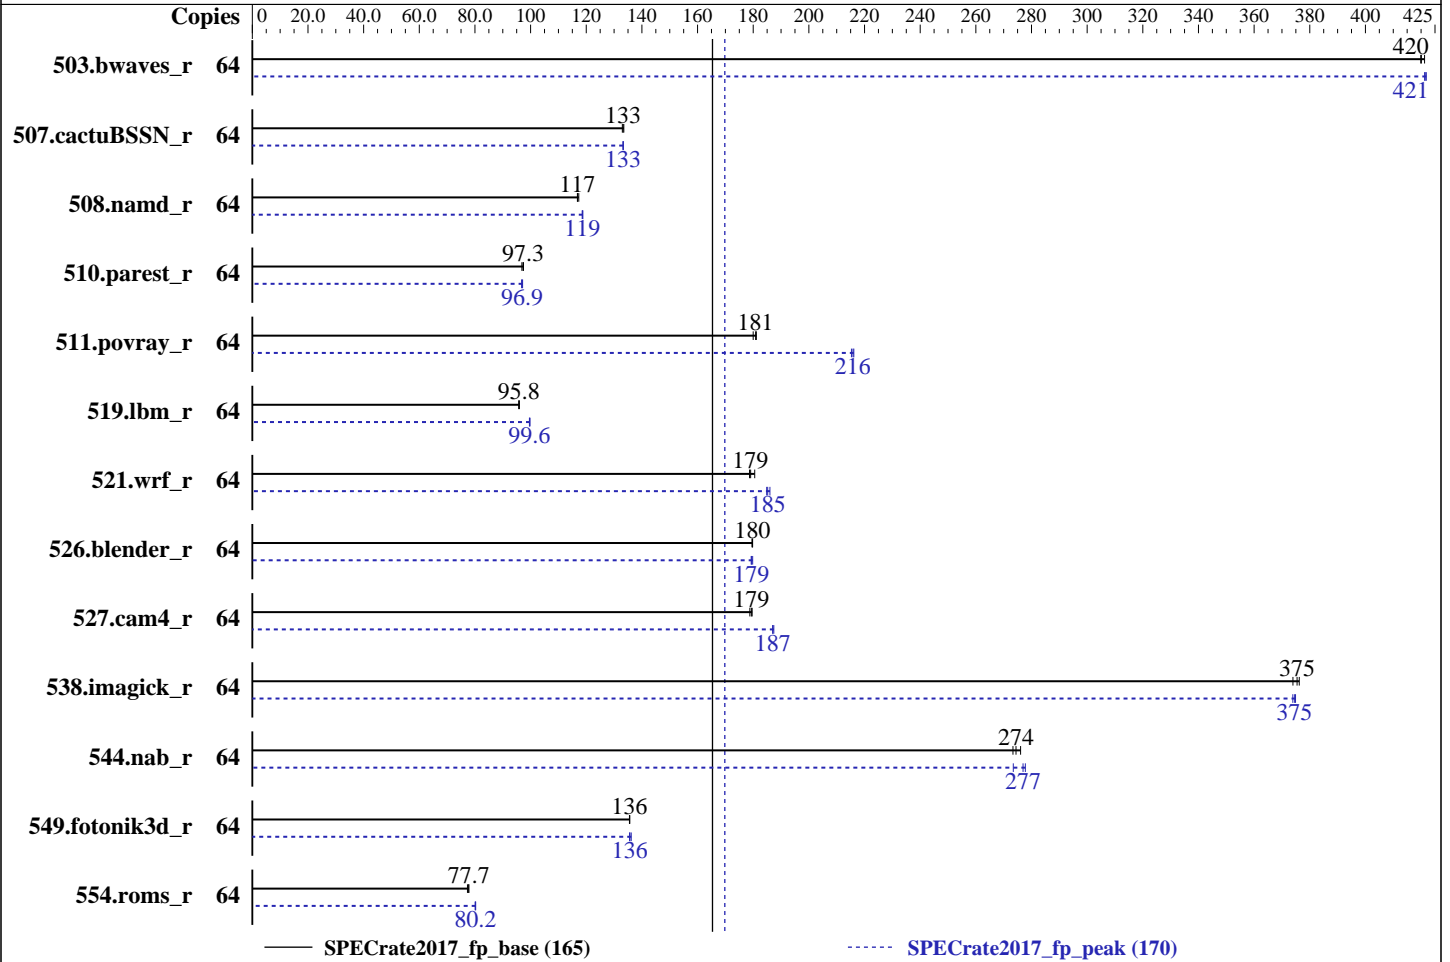 Copies 0 20.0 40.0 60.0 80.0 100 120 140 160 180 200 220 240 260 280 300 320 340 360 380 400 425
420
503.bwaves_r 64
421
133
507.cactuBSSN_r 64
133
117
508.namd_r 64
119
97.3
510.parest_r 64
96.9
181
511.povray_r 64
216
95.8
519.lbm_r 64
99.6
179
521.wrf_r 64
185
180
526.blender_r 64
179
179
527.cam4_r 64
187
375
538.imagick_r 64
375
274
544.nab_r 64
277
136
549.fotonik3d_r 64
136
77.7
554.roms_r 64
80.2
SPECrate2017_fp_base (165) SPECrate2017_fp_peak (170)